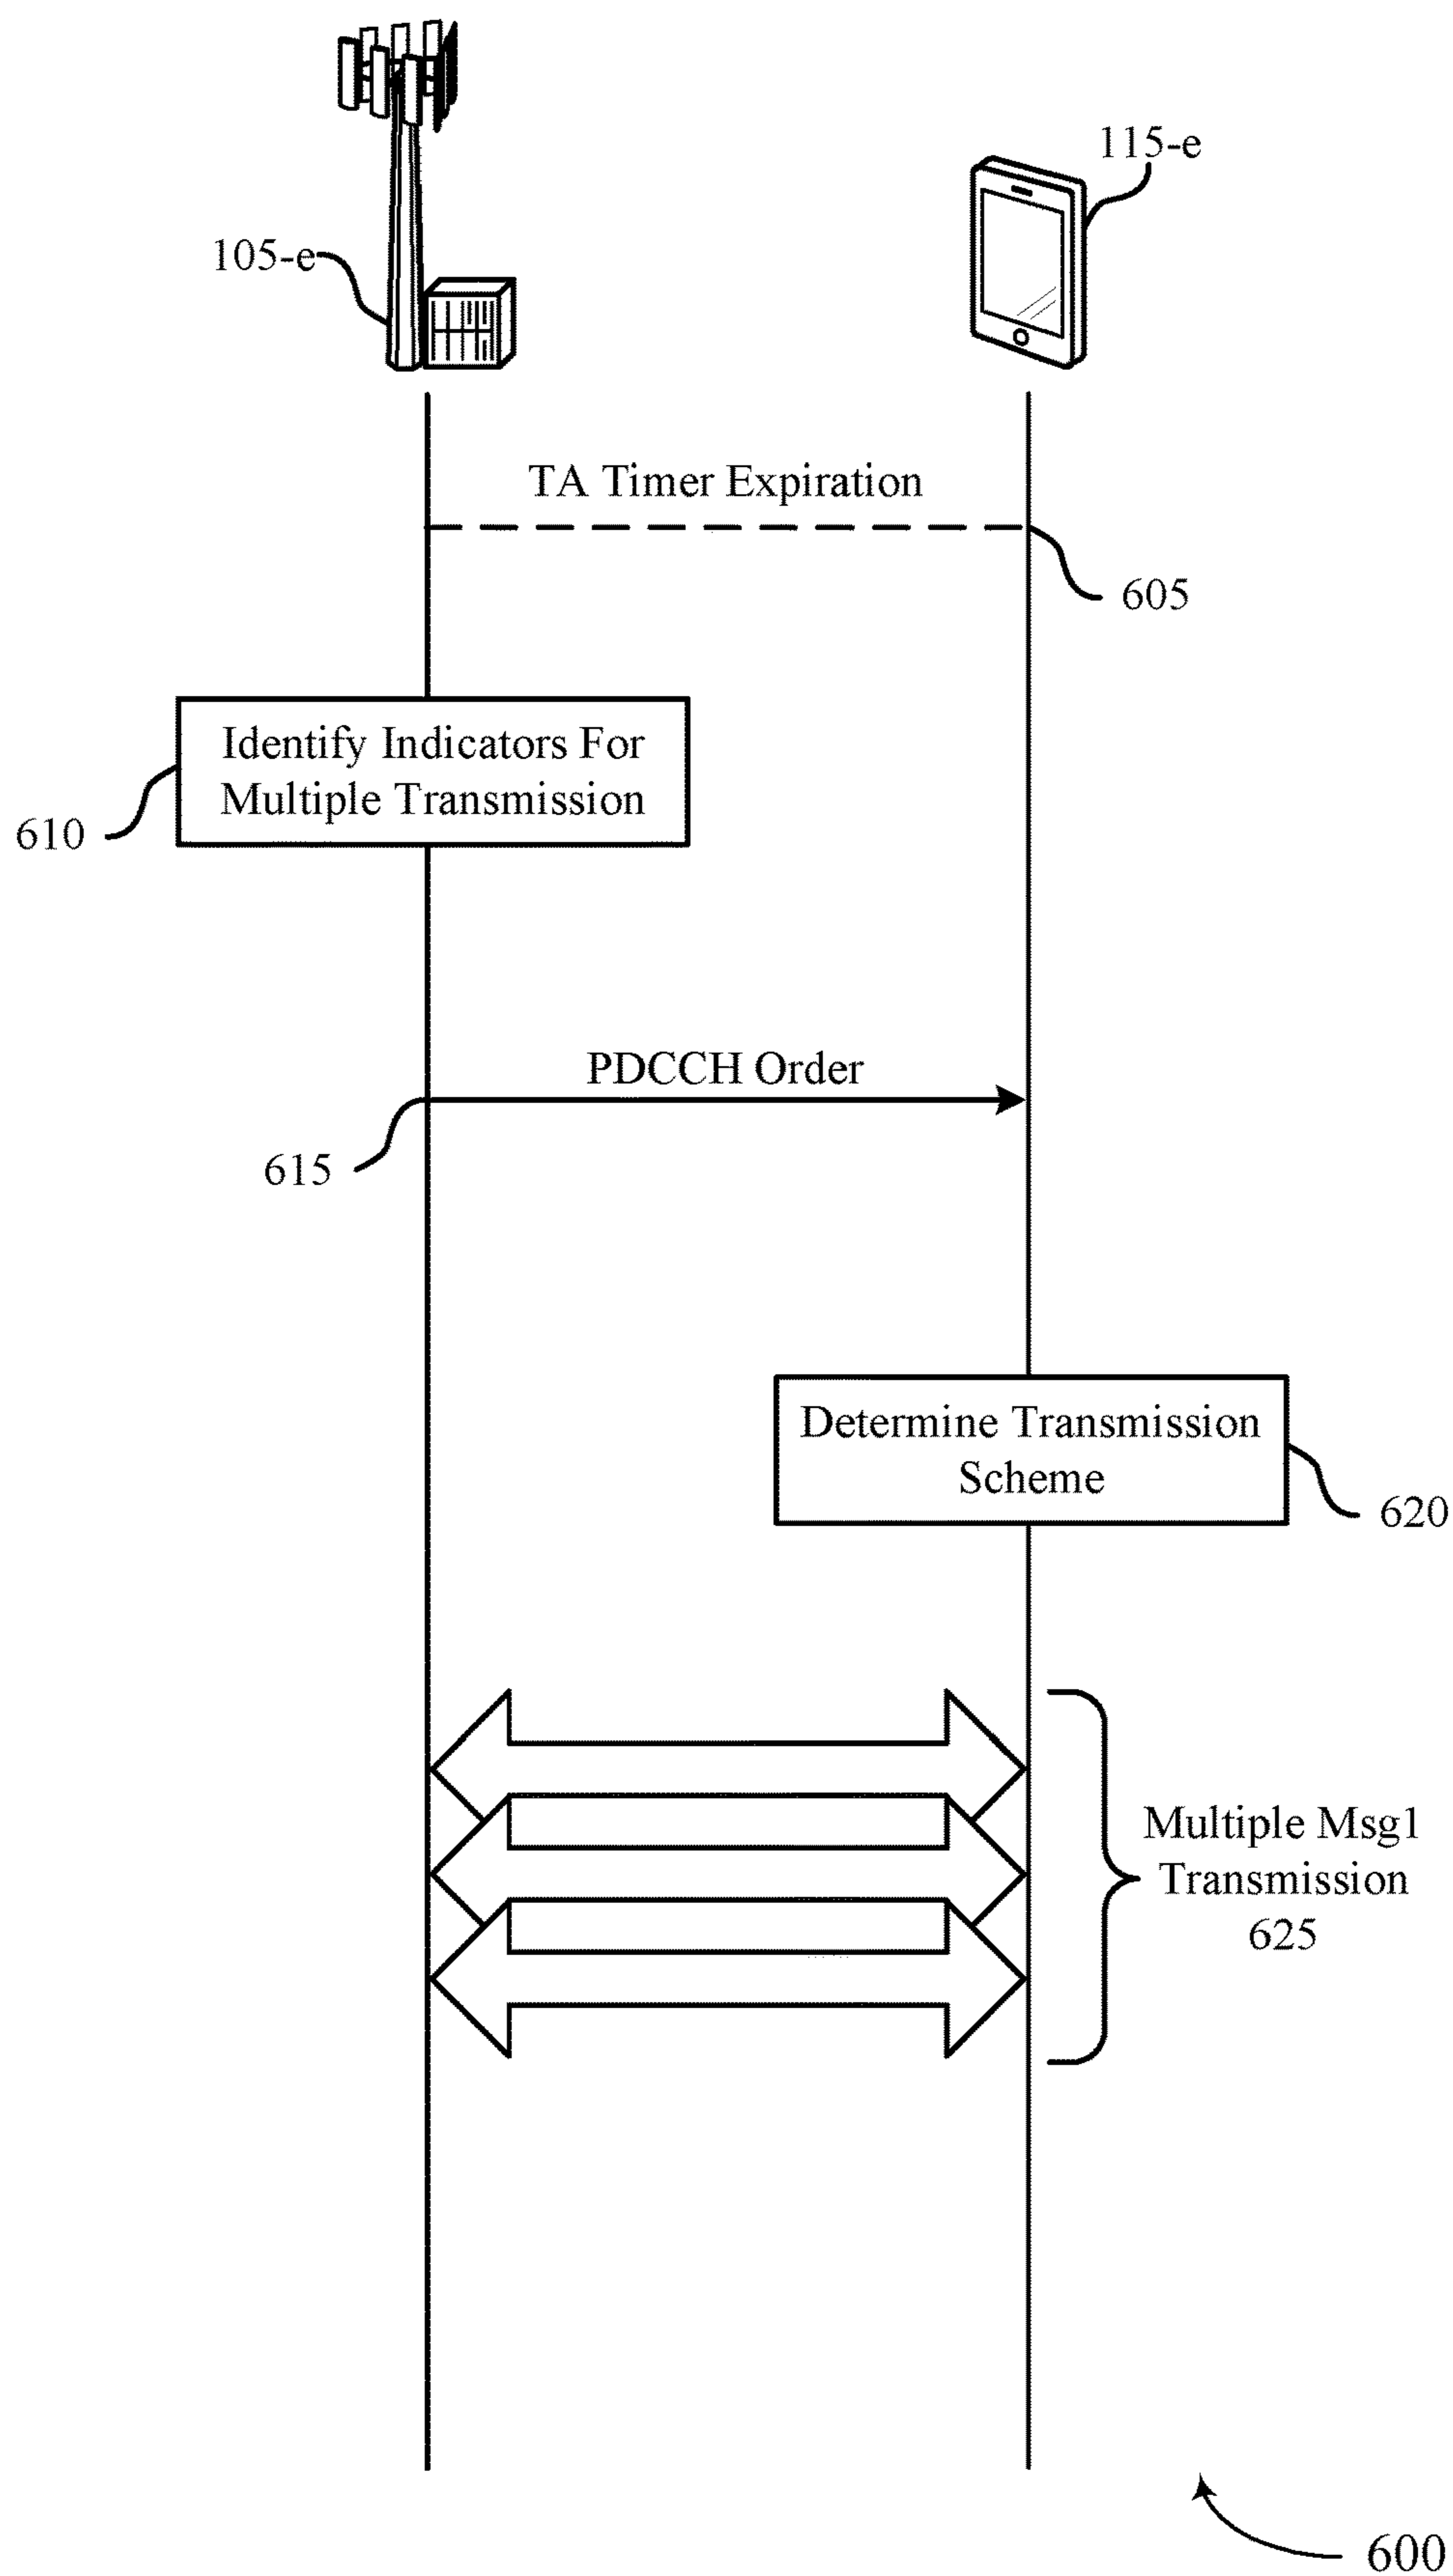 115-e
105-e
TA Timer Expiration
605
Identify Indicators For
Multiple Transmission
610
PDCCH Order
615
Determine Transmission
Scheme
620
Multiple Msg1
Transmission
625
600